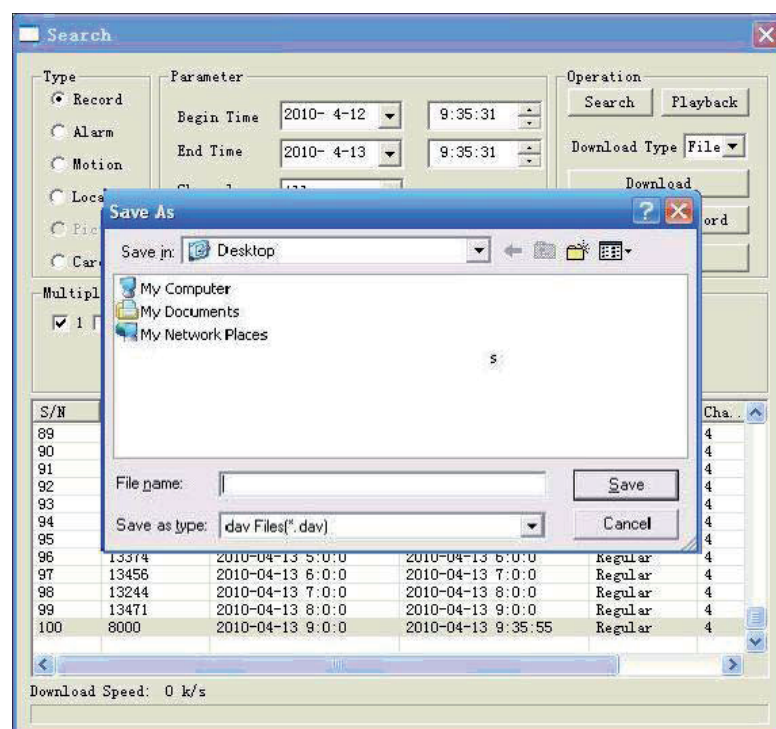 Search
Type
Parameter
Operation
Record
Begin Time 2010- 4-12 9:35:31
Search Playback
Alarm
End Time 2010- 4-13 9:35:31
Download Type File
Motion
Download
Save As
ord
Save in: Desktop
My Computer
My Documents
My Network Places
s
1
S/N Cha..
89 4
90 4
91 4
92 4
93 4
94 4
95 4
File name: Save
Save as type: dav Files(*.dav) Cancel
96 13374 2010-04-13 5:0:0 2010-04-13 6:0:0 Regular 4
97 13456 2010-04-13 6:0:0 2010-04-13 7:0:0 Regular 4
98 13244 2010-04-13 7:0:0 2010-04-13 8:0:0 Regular 4
99 13471 2010-04-13 8:0:0 2010-04-13 9:0:0 Regular 4
100 8000 2010-04-13 9:0:0 2010-04-13 9:35:55 Regular 4
Download Speed: 0 k/s